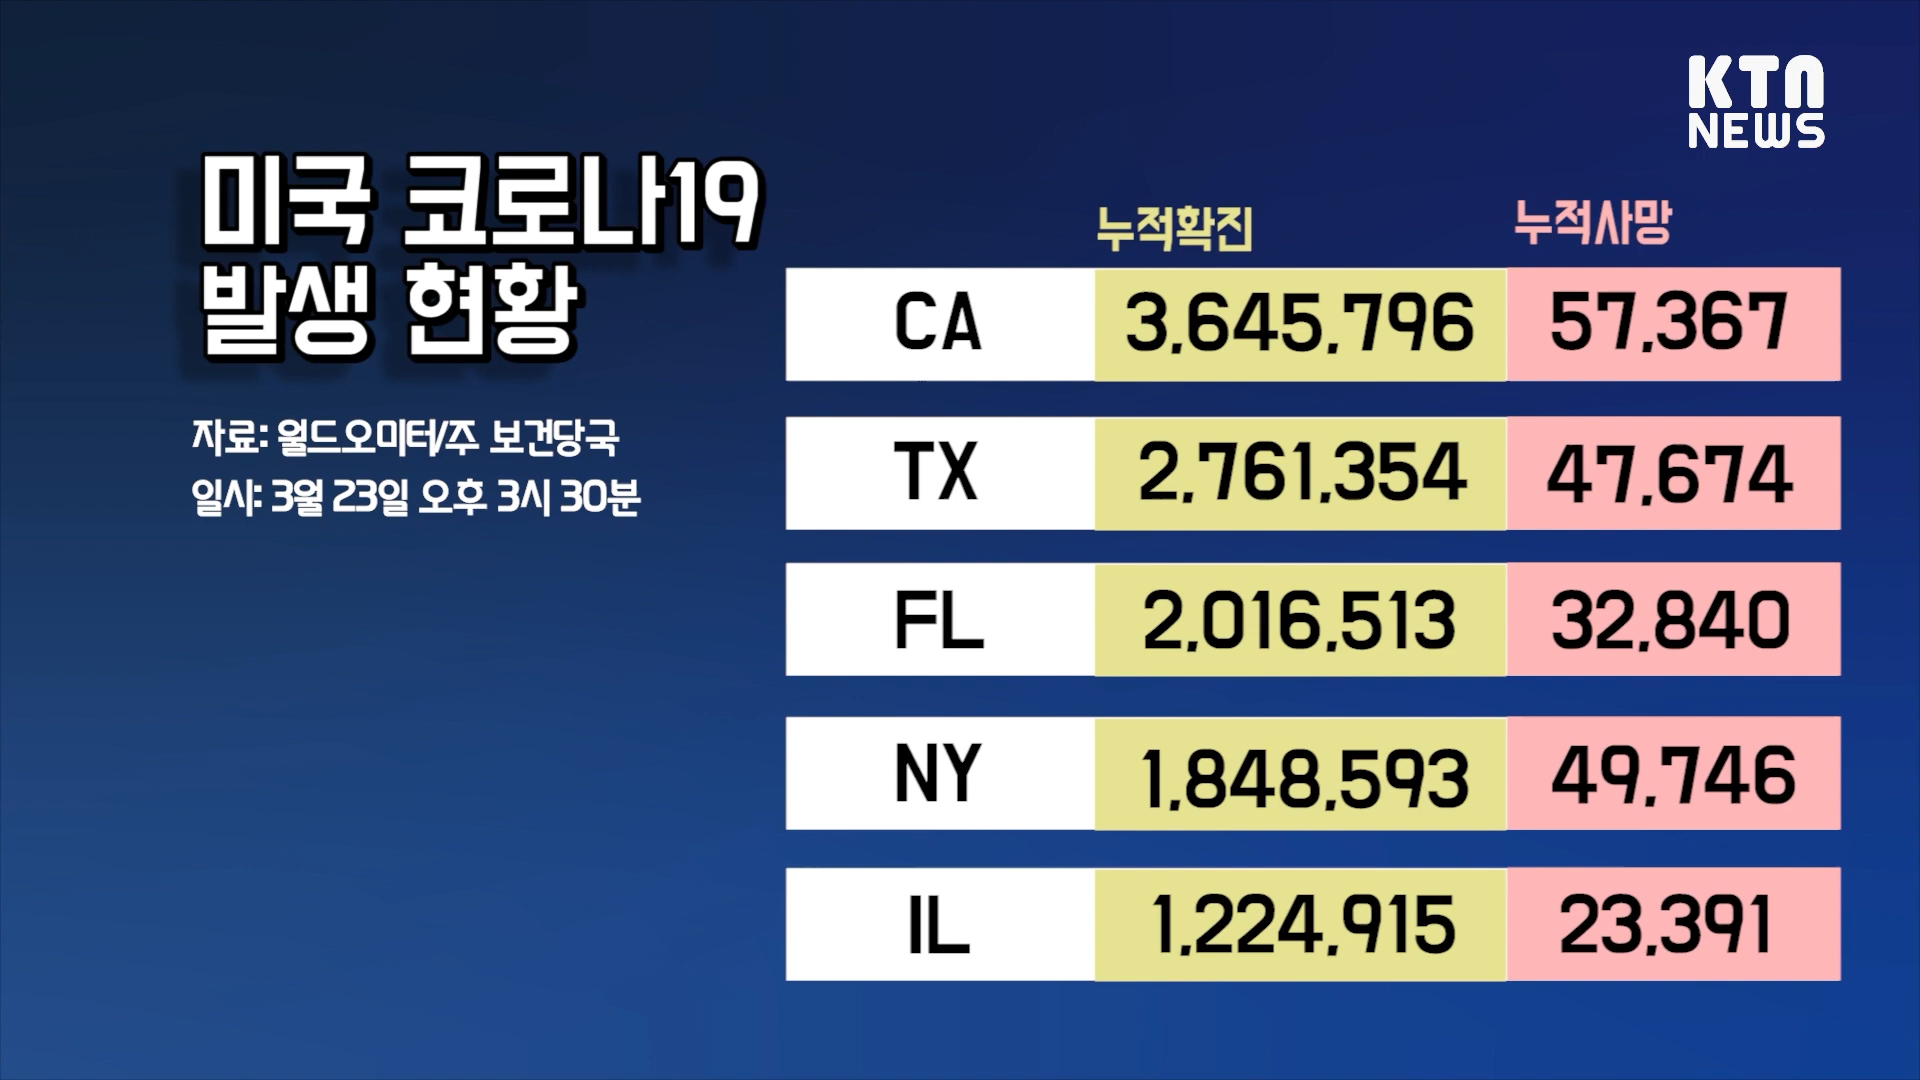 KTN
NEWS
미국 코로나19
발생 현황
자료: 월드오미터/주 보건당국
일시: 3월 23일 오후 3시 30분
누적확진 누적사망
CA 3,645,796 57,367
TX 2,761,354 47,674
FL 2,016,513 32,840
NY 1,848,593 49,746
IL 1,224,915 23,391